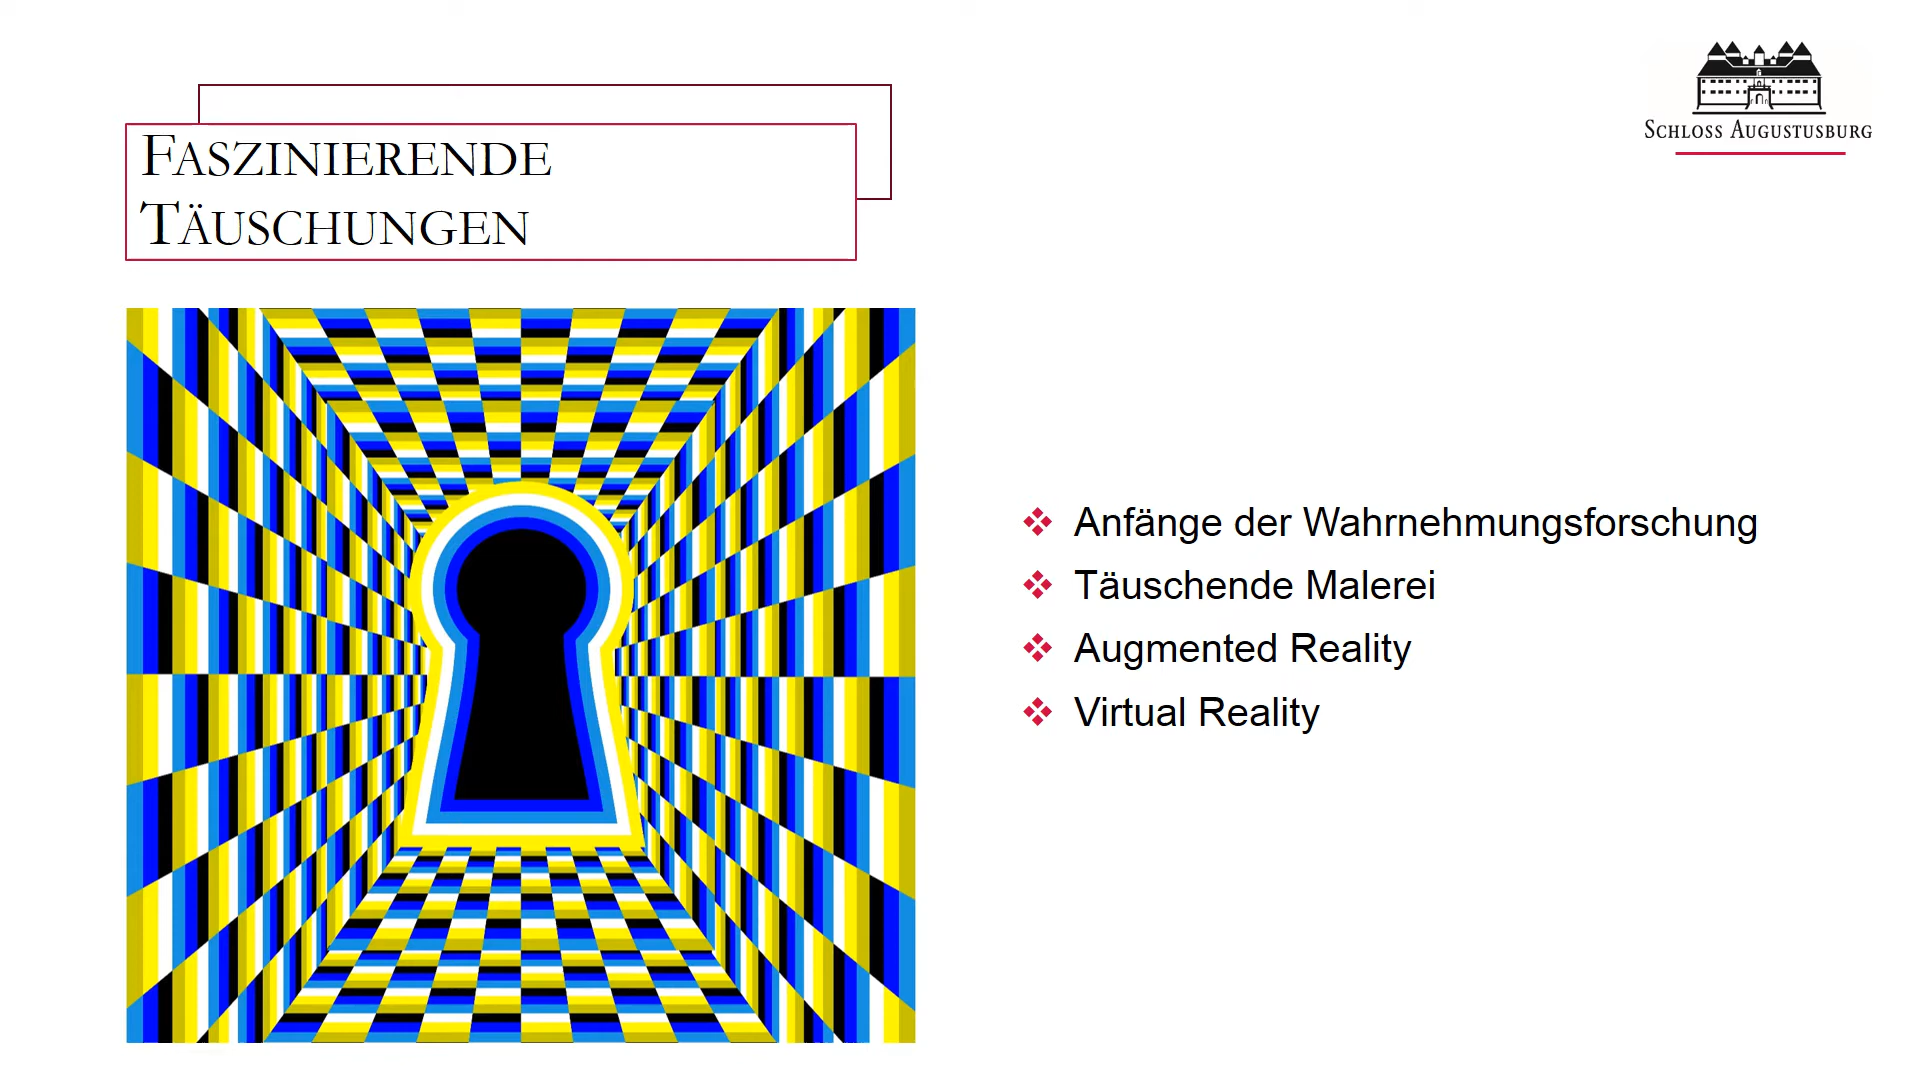 FASZINIERENDE
TÄUSCHUNGEN
SCHLOSS AUGUSTUSBURG
Anfänge der Wahrnehmungsforschung
Täuschende Malerei
Augmented Reality
Virtual Reality